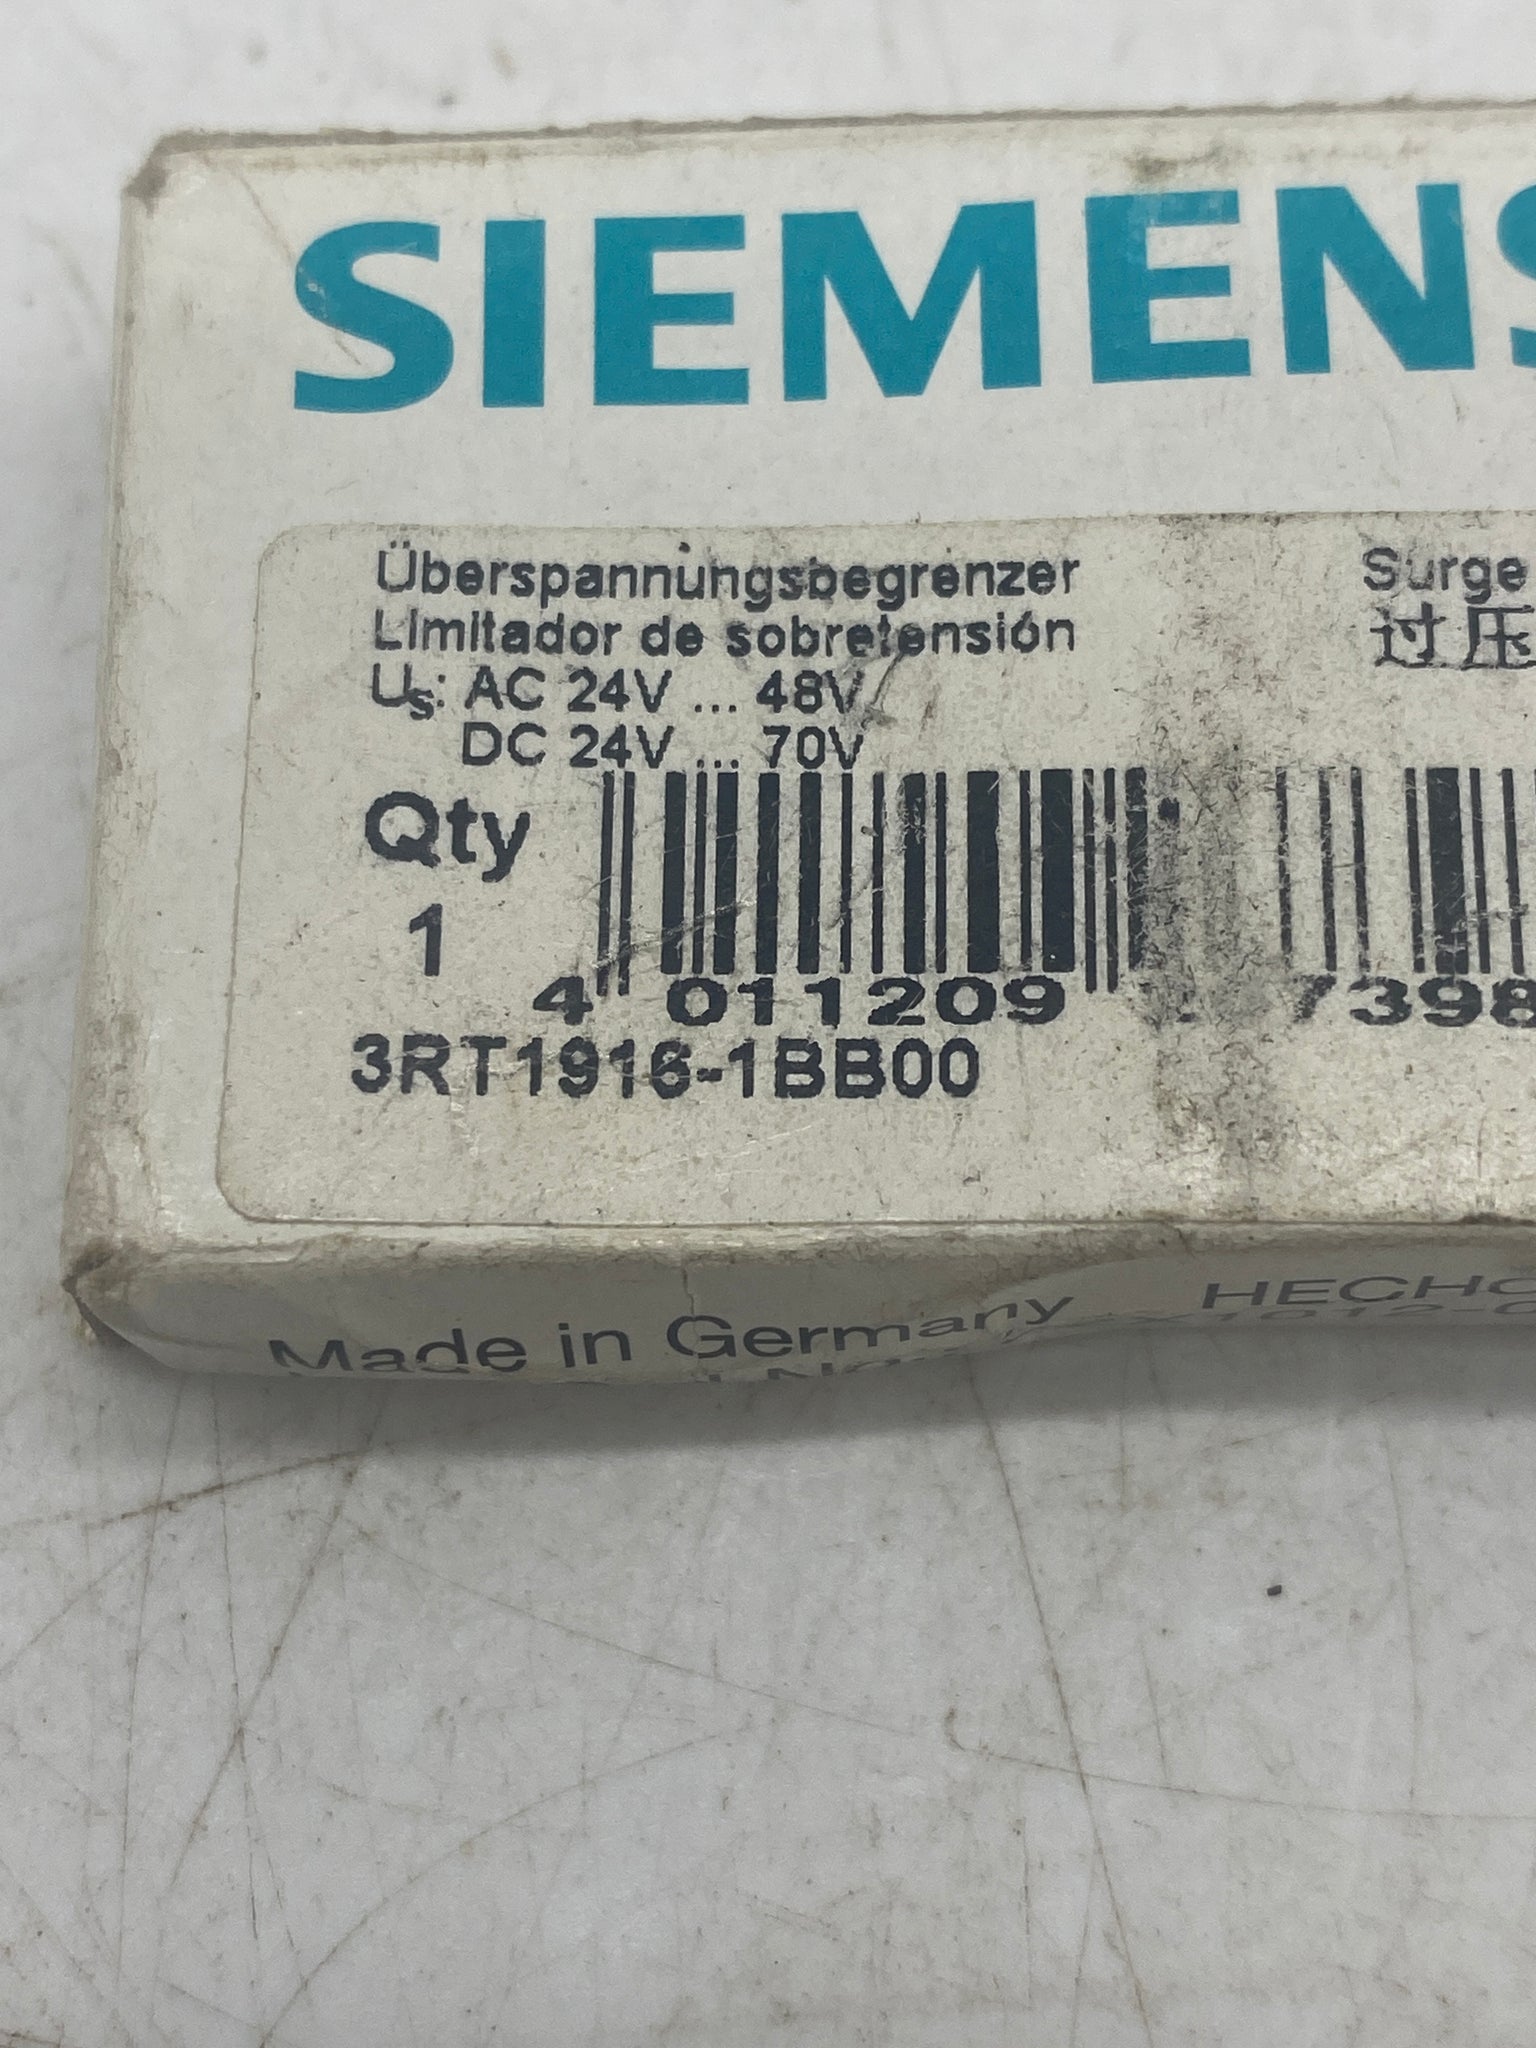 SIEMENS
Überspannungsbegrenzer Surge
Limitador de sobretensión 过压
Us: AC 24V ... 48V
DC 24V ... 70V
Qty
1
4 011209 7398
3RT1916-1BB00
Made in Germany HECHO